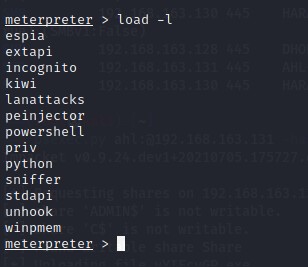 meterpreter > load -l
espia
extapi
incognito
kiwi
lanattacks
peinjector
powershell
priv
python
sniffer
stdapi
unhook
winpmem
meterpreter >